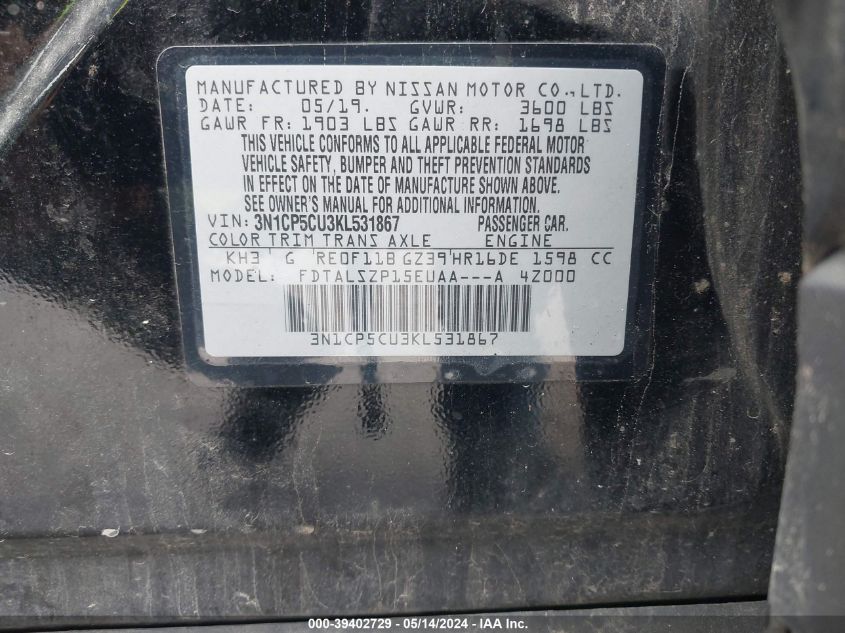 MANUFACTURED BY NISSAN MOTOR CO.,LTD.
DATE: 05/19. GVWR: 3600 LBS
GAWR FR: 1903 LBS GAWR RR: 1698 LBS
THIS VEHICLE CONFORMS TO ALL APPLICABLE FEDERAL MOTOR
VEHICLE SAFETY, BUMPER AND THEFT PREVENTION STANDARDS
IN EFFECT ON THE DATE OF MANUFACTURE SHOWN ABOVE.
SEE OWNER'S MANUAL FOR ADDITIONAL INFORMATION.
VIN: 3N1CP5CU3KL531867 PASSENGER CAR.
COLOR TRIM TRANS AXLE ENGINE
KH3 G RE0F11B GZ39 HR16DE 1598 CC
MODEL: FDTALSZP15EUAA---A 4Z000
3N1CP5CU3KL531867
000-39402729 - 05/14/2024 - IAA Inc.